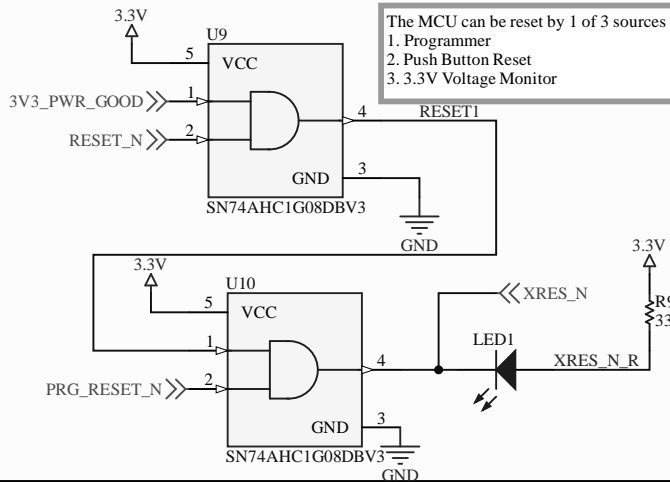 The MCU can be reset by 1 of 3 sources
1. Programmer
2. Push Button Reset
3. 3.3V Voltage Monitor
3.3V
U9
5
VCC
3V3_PWR_GOOD
1
4
RESET1
RESET_N
2
3
GND
SN74AHC1G08DBV3
GND
3.3V
U10
3.3V
5
VCC
XRES_N
1
4
LED1
XRES_N_R
PRG_RESET_N
2
3
GND
SN74AHC1G08DBV3
GND